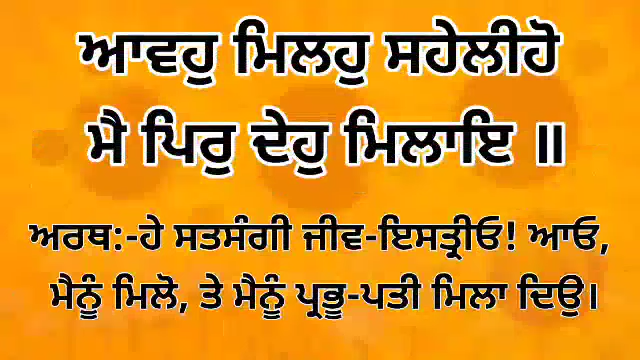 ਆਵਹੁ ਮਿਲਹੁ ਸਹੇਲੀਹੋ
ਮੈ ਪਿਰੁ ਦੇਹੁ ਮਿਲਾਇ ॥
ਅਰਥ:-ਹੇ ਸਤਸੰਗੀ ਜੀਵ-ਇਸਤ੍ਰੀਓ! ਆਓ,
ਮੈਨੂੰ ਮਿਲੋ, ਤੇ ਮੈਨੂੰ ਪ੍ਰਭੂ-ਪਤੀ ਮਿਲਾ ਦਿਉ।